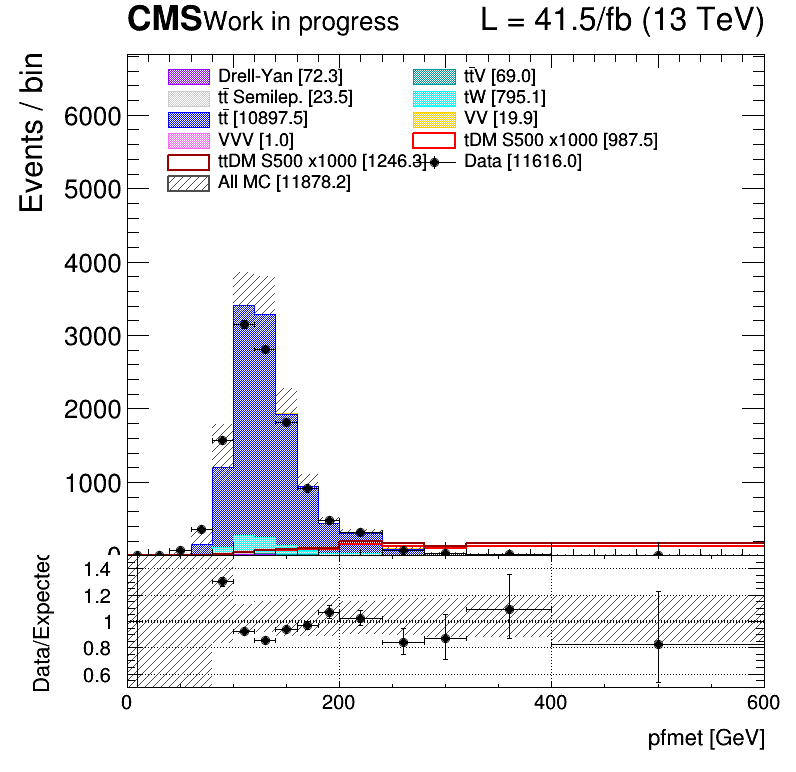 CMS Work in progress L = 41.5/fb (13 TeV)
Events / bin
Drell-Yan [72.3] tt̄V [69.0]
tt̄ Semilep. [23.5] tW [795.1]
tt̄ [10897.5] VV [19.9]
VVV [1.0] tDM S500 x1000 [987.5]
ttDM S500 x1000 [1246.3] Data [11616.0]
All MC [11878.2]
6000
5000
4000
3000
2000
1000
0
Data/Expected
1.4
1.2
1
0.8
0.6
0 200 400 600
pfmet [GeV]